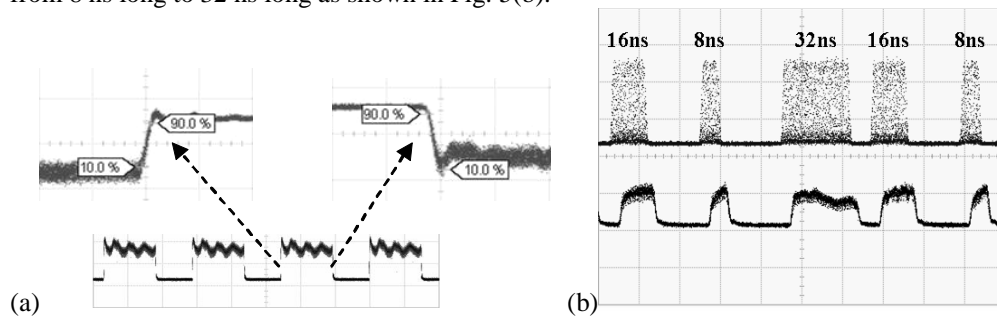 from 8 ns long to 32 ns long as shown in Fig. 3(b).
16ns 8ns 32ns 16ns 8ns
90.0 %
10.0 %
90.0 %
10.0 %
(a)
(b)